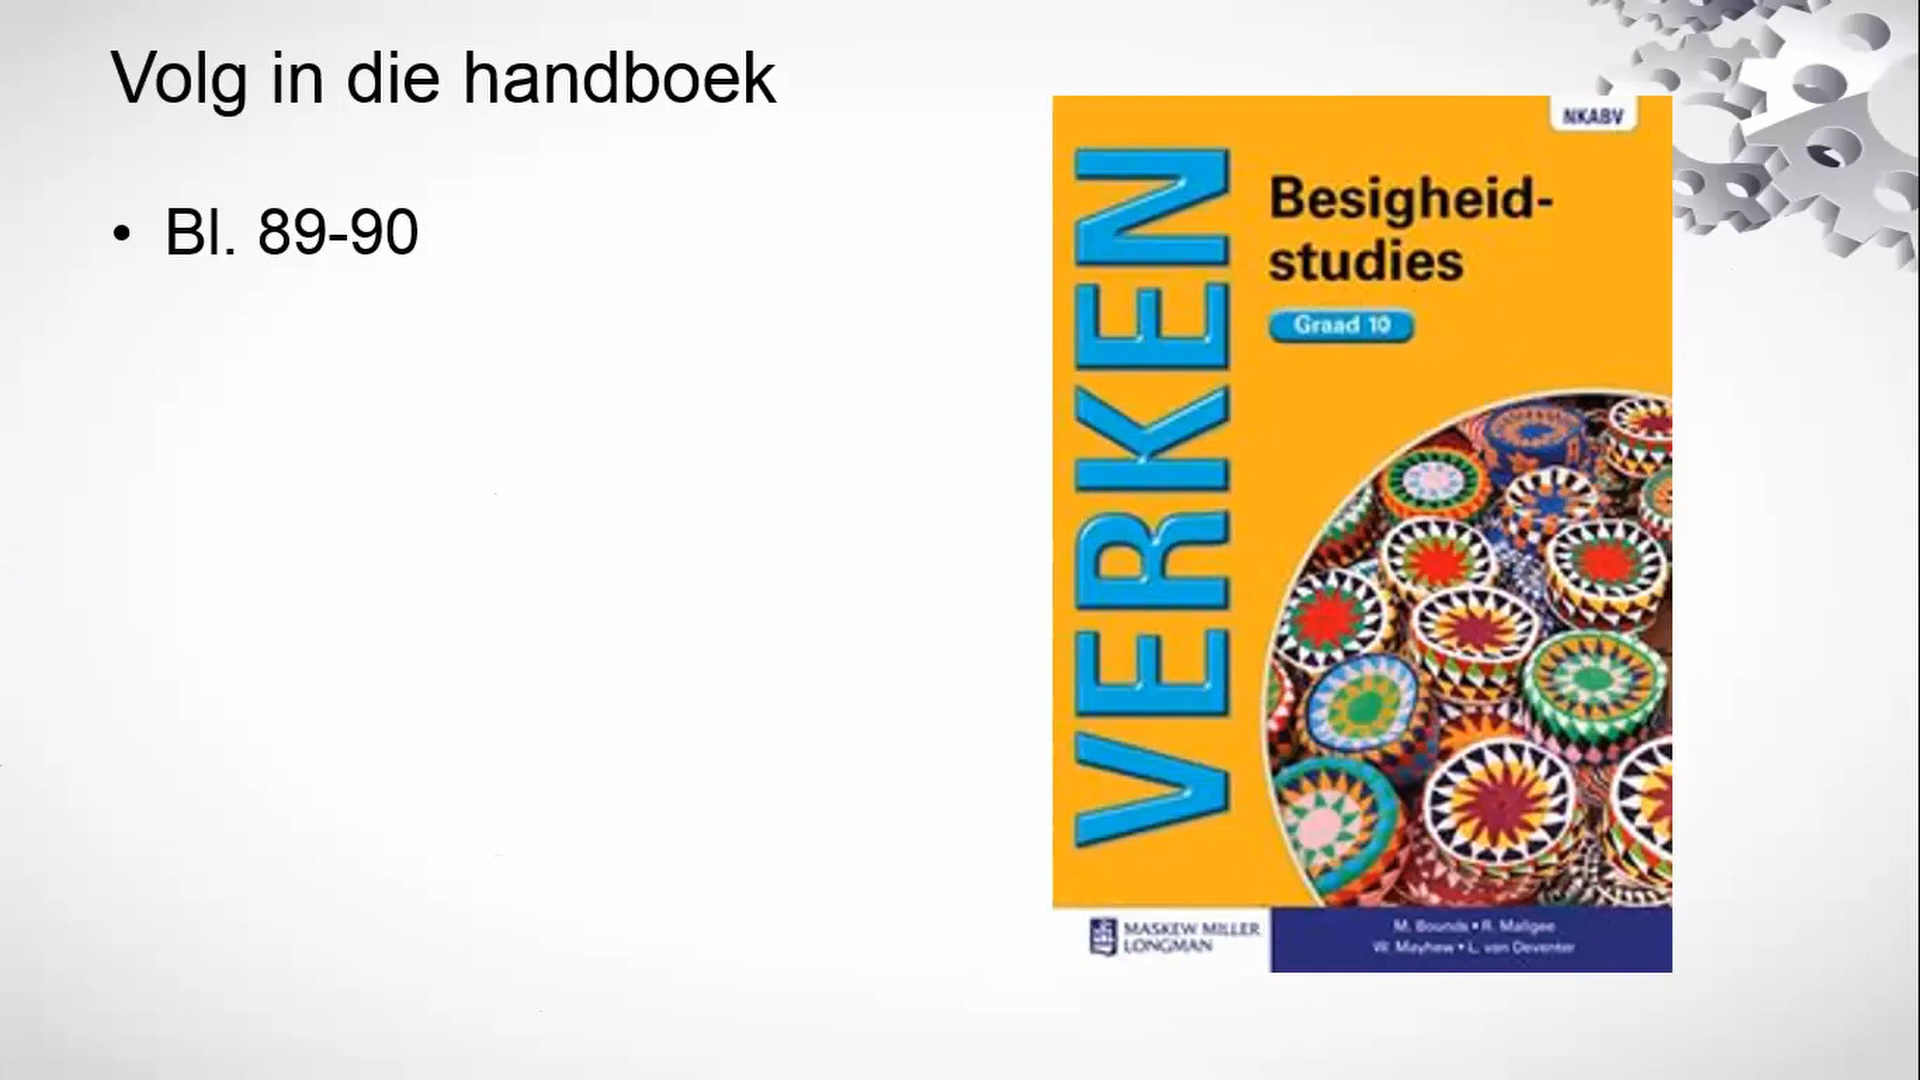 Volg in die handboek
• Bl. 89-90
NKABV
VERKEN
Besigheid-
studies
Graad 10
MASKEW MILLER
LONGMAN
M. Bounds • R. Mallgee
W. Mayhew • L. van Deventer